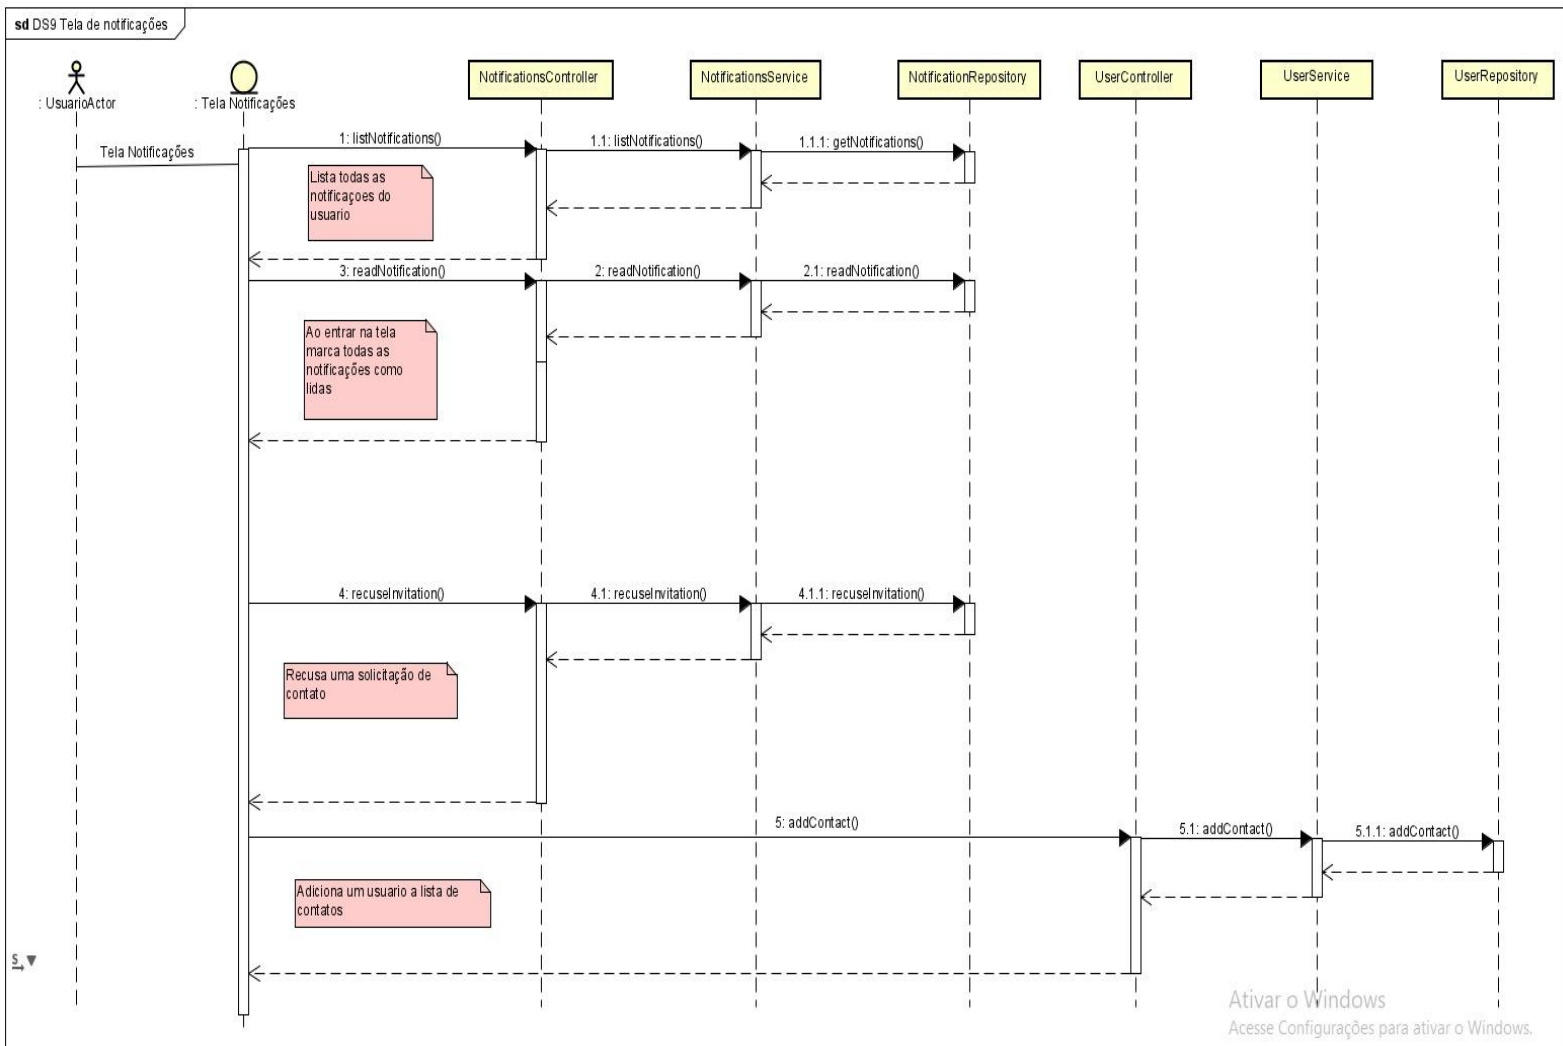 sd DS9 Tela de notificações
: UsuarioActor
: Tela Notificações
NotificationsController
NotificationsService
NotificationRepository
UserController
UserService
UserRepository
Tela Notificações
1: listNotifications()
1.1: listNotifications()
1.1.1: getNotifications()
Lista todas as
notificaçoes do
usuario
3: readNotification()
2: readNotification()
2.1: readNotification()
Ao entrar na tela
marca todas as
notificações como
lidas
4: recuseInvitation()
4.1: recuseInvitation()
4.1.1: recuseInvitation()
Recusa uma solicitação de
contato
5: addContact()
5.1: addContact()
5.1.1: addContact()
Adiciona um usuario a lista de
contatos
S
Ativar o Windows
Acesse Configurações para ativar o Windows.